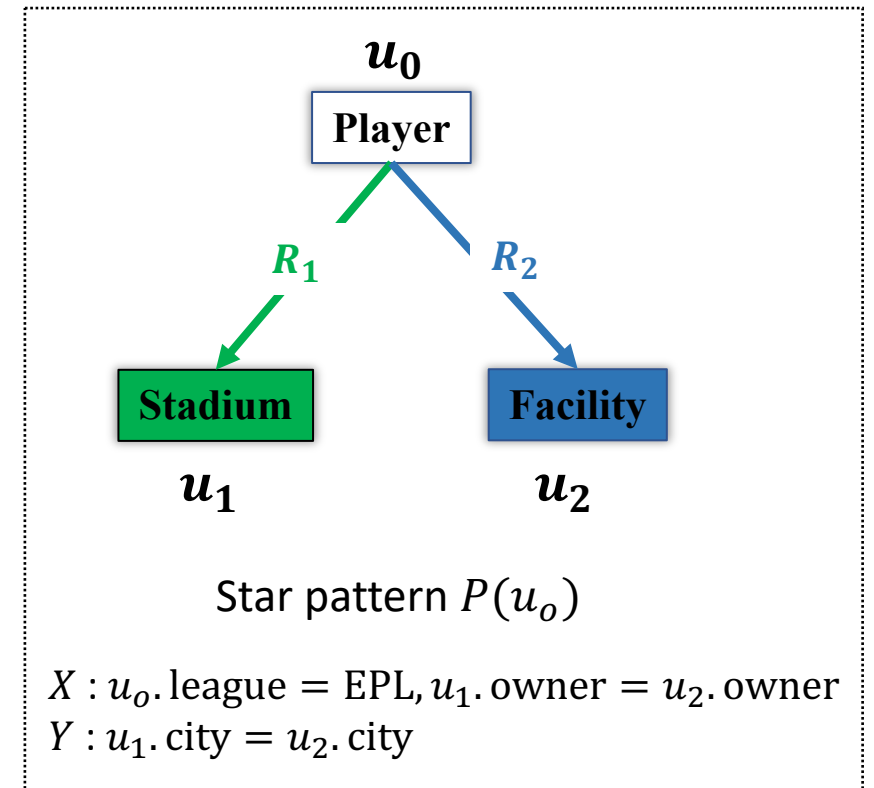 u₀
Player
R₁ R₂
Stadium Facility
u₁ u₂
Star pattern P(uₒ)
X : uₒ. league = EPL, u₁. owner = u₂. owner
Y : u₁. city = u₂. city